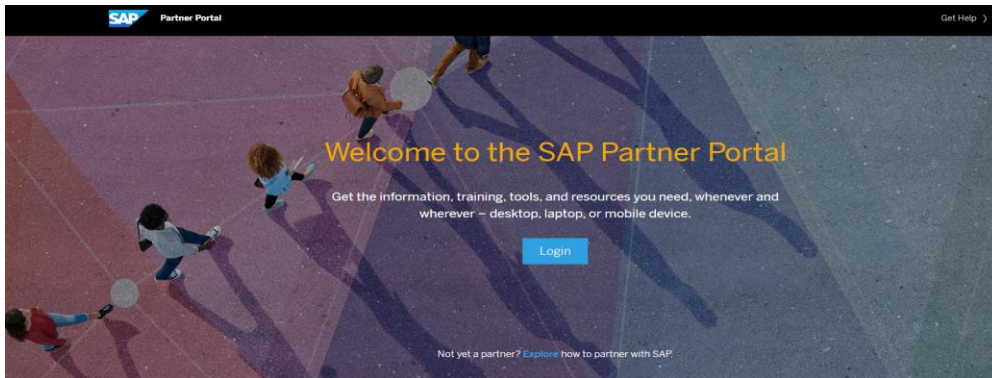 SAP Partner Portal
Get Help
Welcome to the SAP Partner Portal
Get the information, training, tools, and resources you need, whenever and
wherever – desktop, laptop, or mobile device.
Login
Not yet a partner? Explore how to partner with SAP.